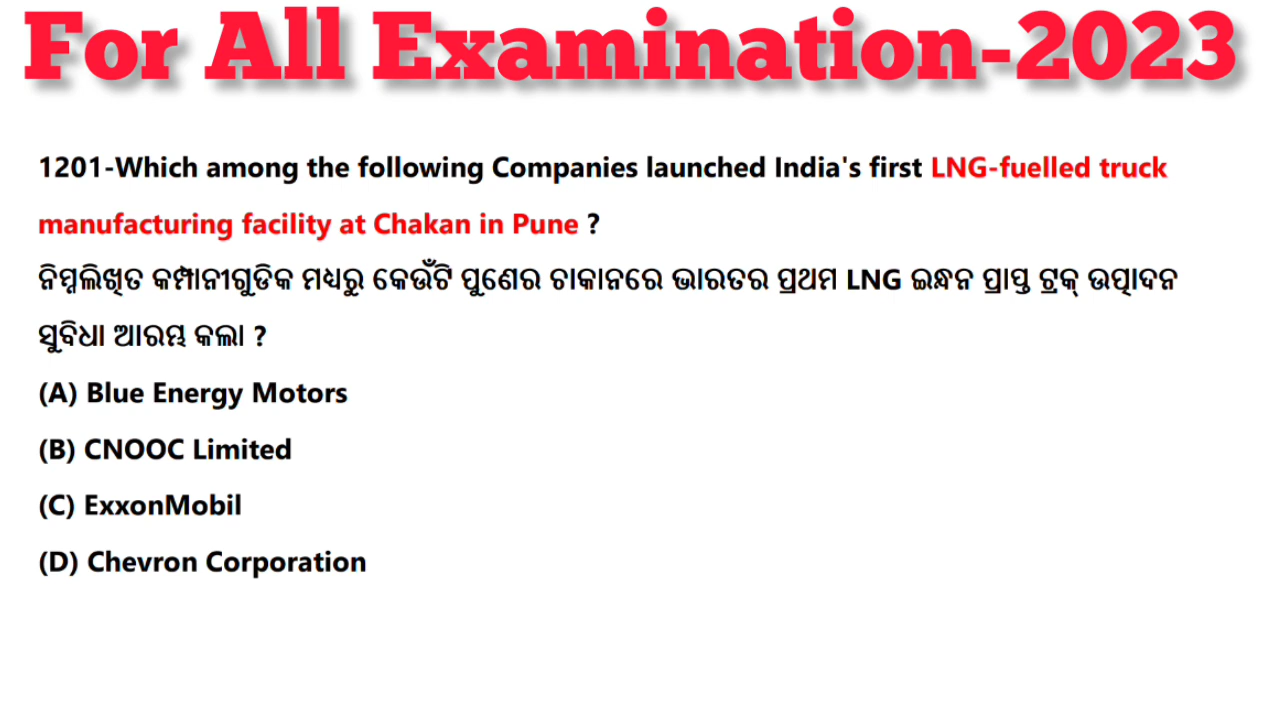 For All Examination-2023
1201-Which among the following Companies launched India's first LNG-fuelled truck
manufacturing facility at Chakan in Pune ?
ନିମ୍ନଲିଖିତ କମ୍ପାନୀଗୁଡିକ ମଧ୍ୟରୁ କେଉଁଟି ପୁଣେର ଚାକାନରେ ଭାରତର ପ୍ରଥମ LNG ଇନ୍ଧନ ପ୍ରାପ୍ତ ଟ୍ରକ୍ ଉତ୍ପାଦନ
ସୁବିଧା ଆରମ୍ଭ କଲା ?
(A) Blue Energy Motors
(B) CNOOC Limited
(C) ExxonMobil
(D) Chevron Corporation